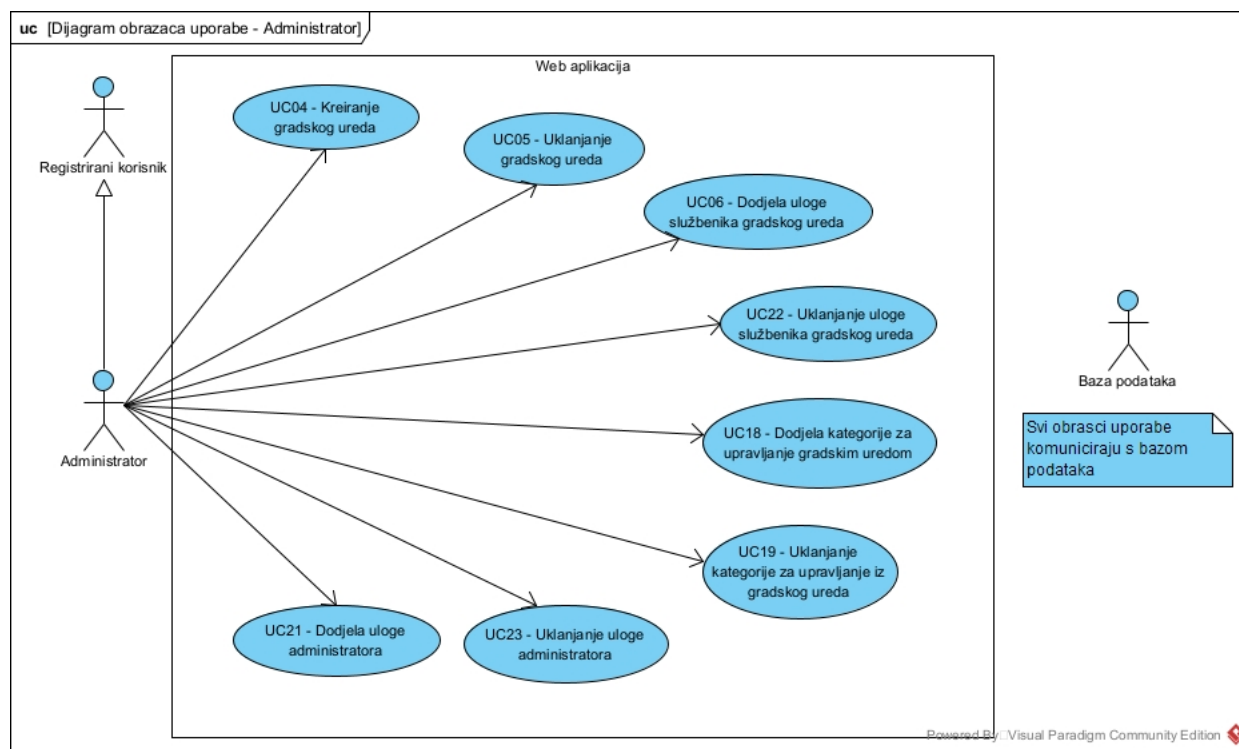 uc [Dijagram obrazaca uporabe - Administrator]
Web aplikacija
Registrirani korisnik
UC04 - Kreiranje
gradskog ureda
UC05 - Uklanjanje
gradskog ureda
UC06 - Dodjela uloge
službenika gradskog ureda
UC22 - Uklanjanje uloge
službenika gradskog ureda
Baza podataka
Administrator
UC18 - Dodjela kategorije za
upravljanje gradskim uredom
Svi obrasci uporabe
komuniciraju s bazom
podataka
UC19 - Uklanjanje
kategorije za upravljanje iz
gradskog ureda
UC21 - Dodjela uloge
administratora
UC23 - Uklanjanje uloge
administratora
Powered By Visual Paradigm Community Edition